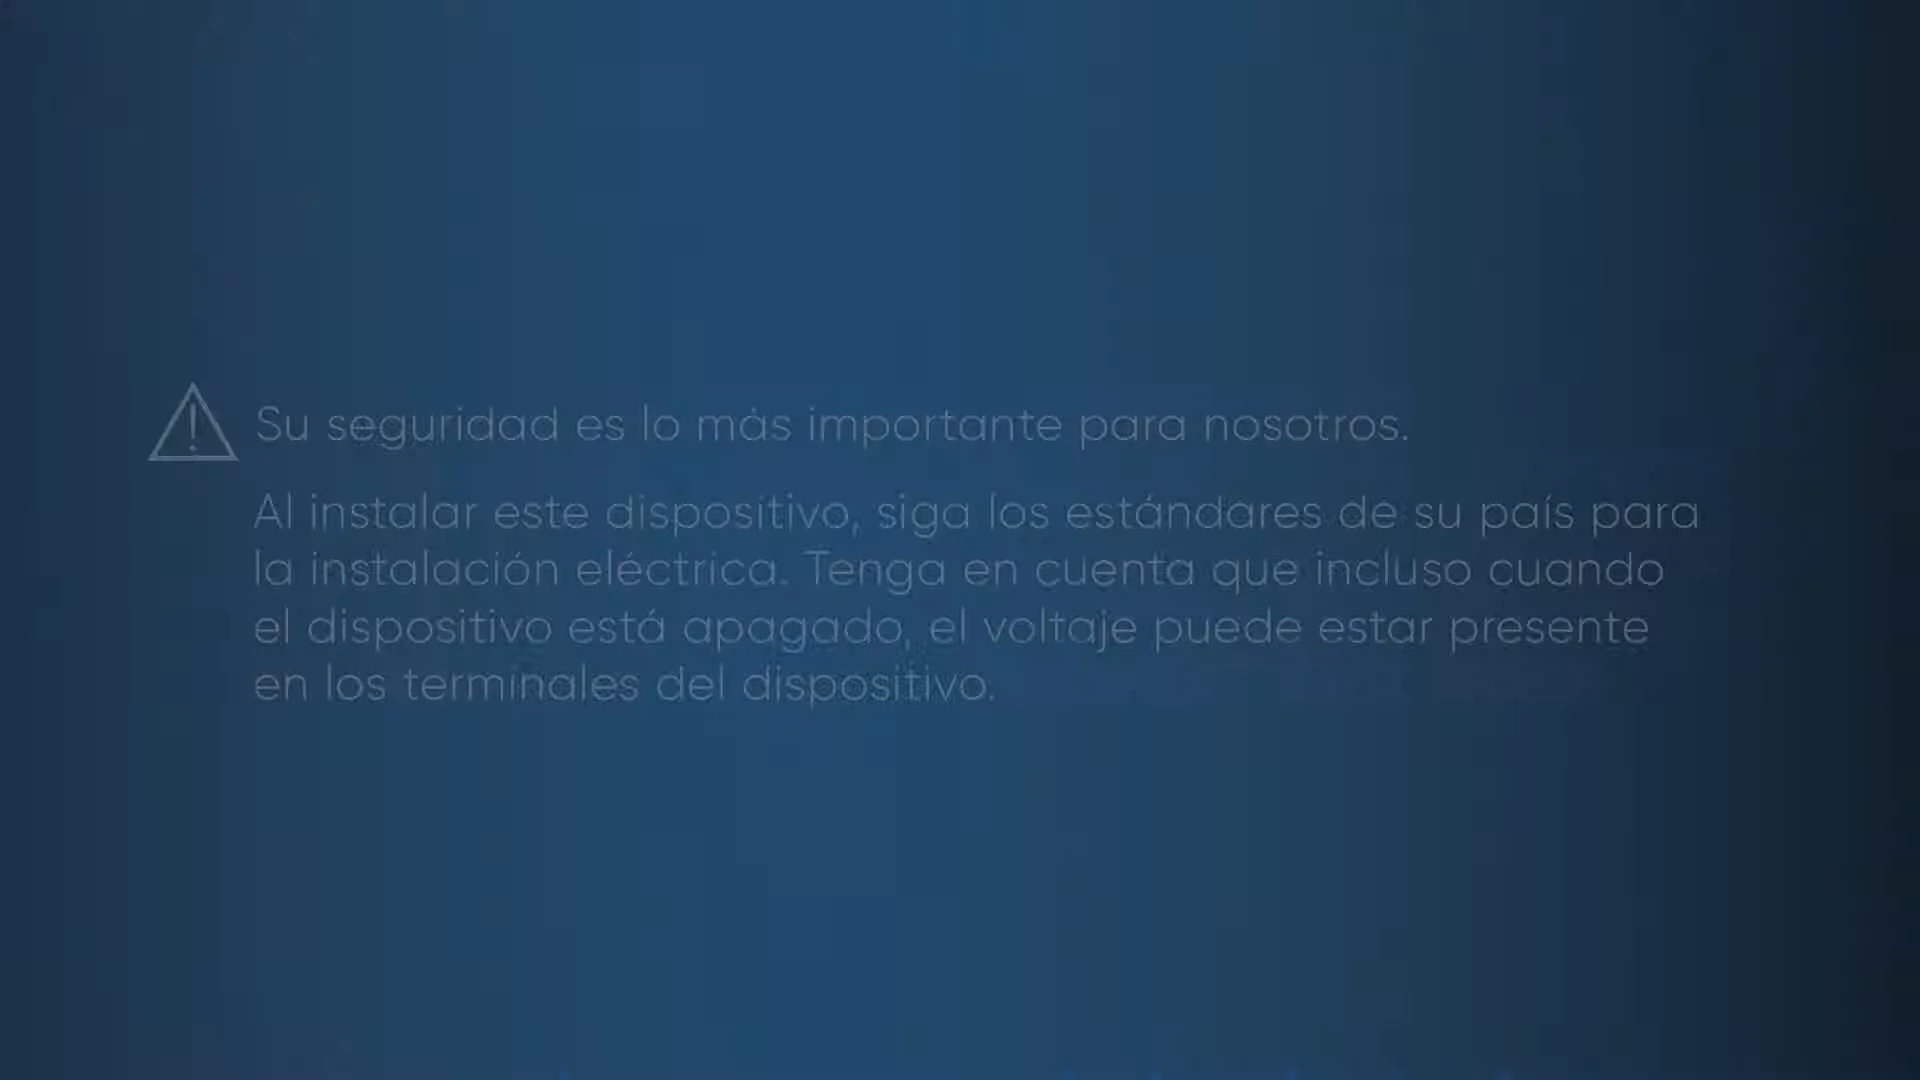 Su seguridad es lo más importante para nosotros.
Al instalar este dispositivo, siga los estándares de su país para
la instalación eléctrica. Tenga en cuenta que incluso cuando
el dispositivo está apagado, el voltaje puede estar presente
en los terminales del dispositivo.